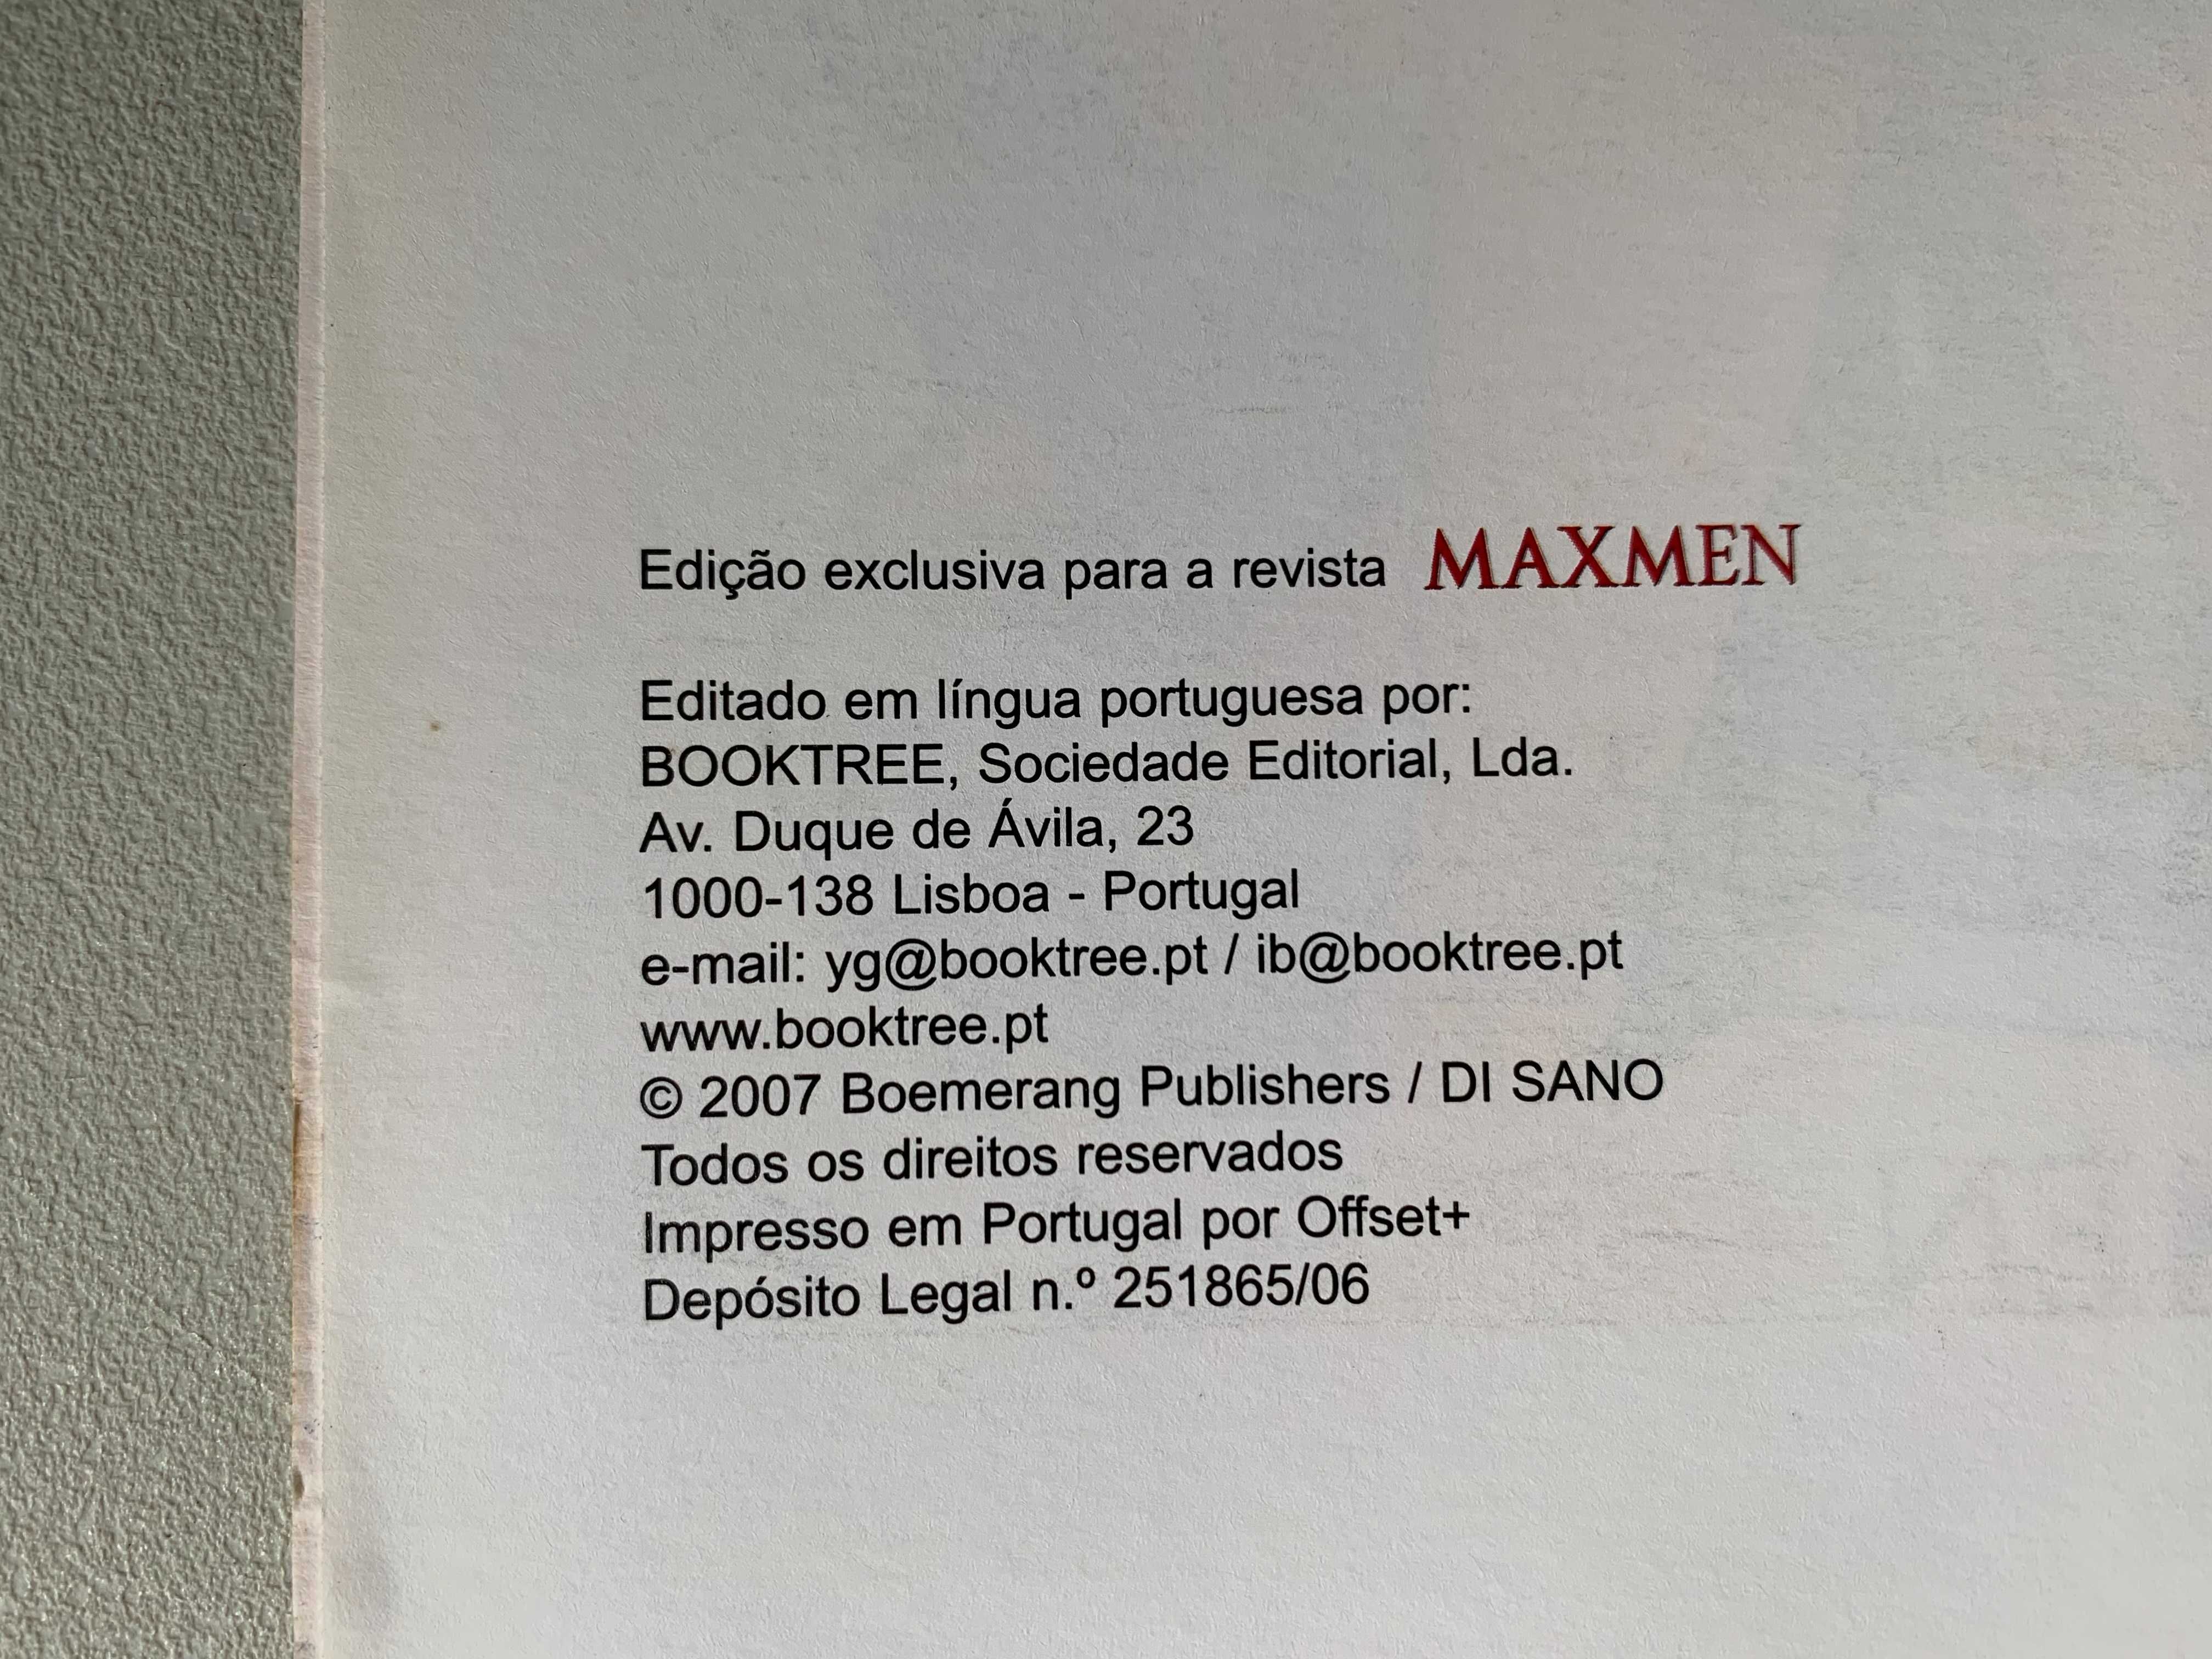 Edição exclusiva para a revista MAXMEN
Editado em língua portuguesa por:
BOOKTREE, Sociedade Editorial, Lda.
Av. Duque de Ávila, 23
1000-138 Lisboa - Portugal
e-mail: yg@booktree.pt / ib@booktree.pt
www.booktree.pt
© 2007 Boemerang Publishers / DI SANO
Todos os direitos reservados
Impresso em Portugal por Offset+
Depósito Legal n.º 251865/06